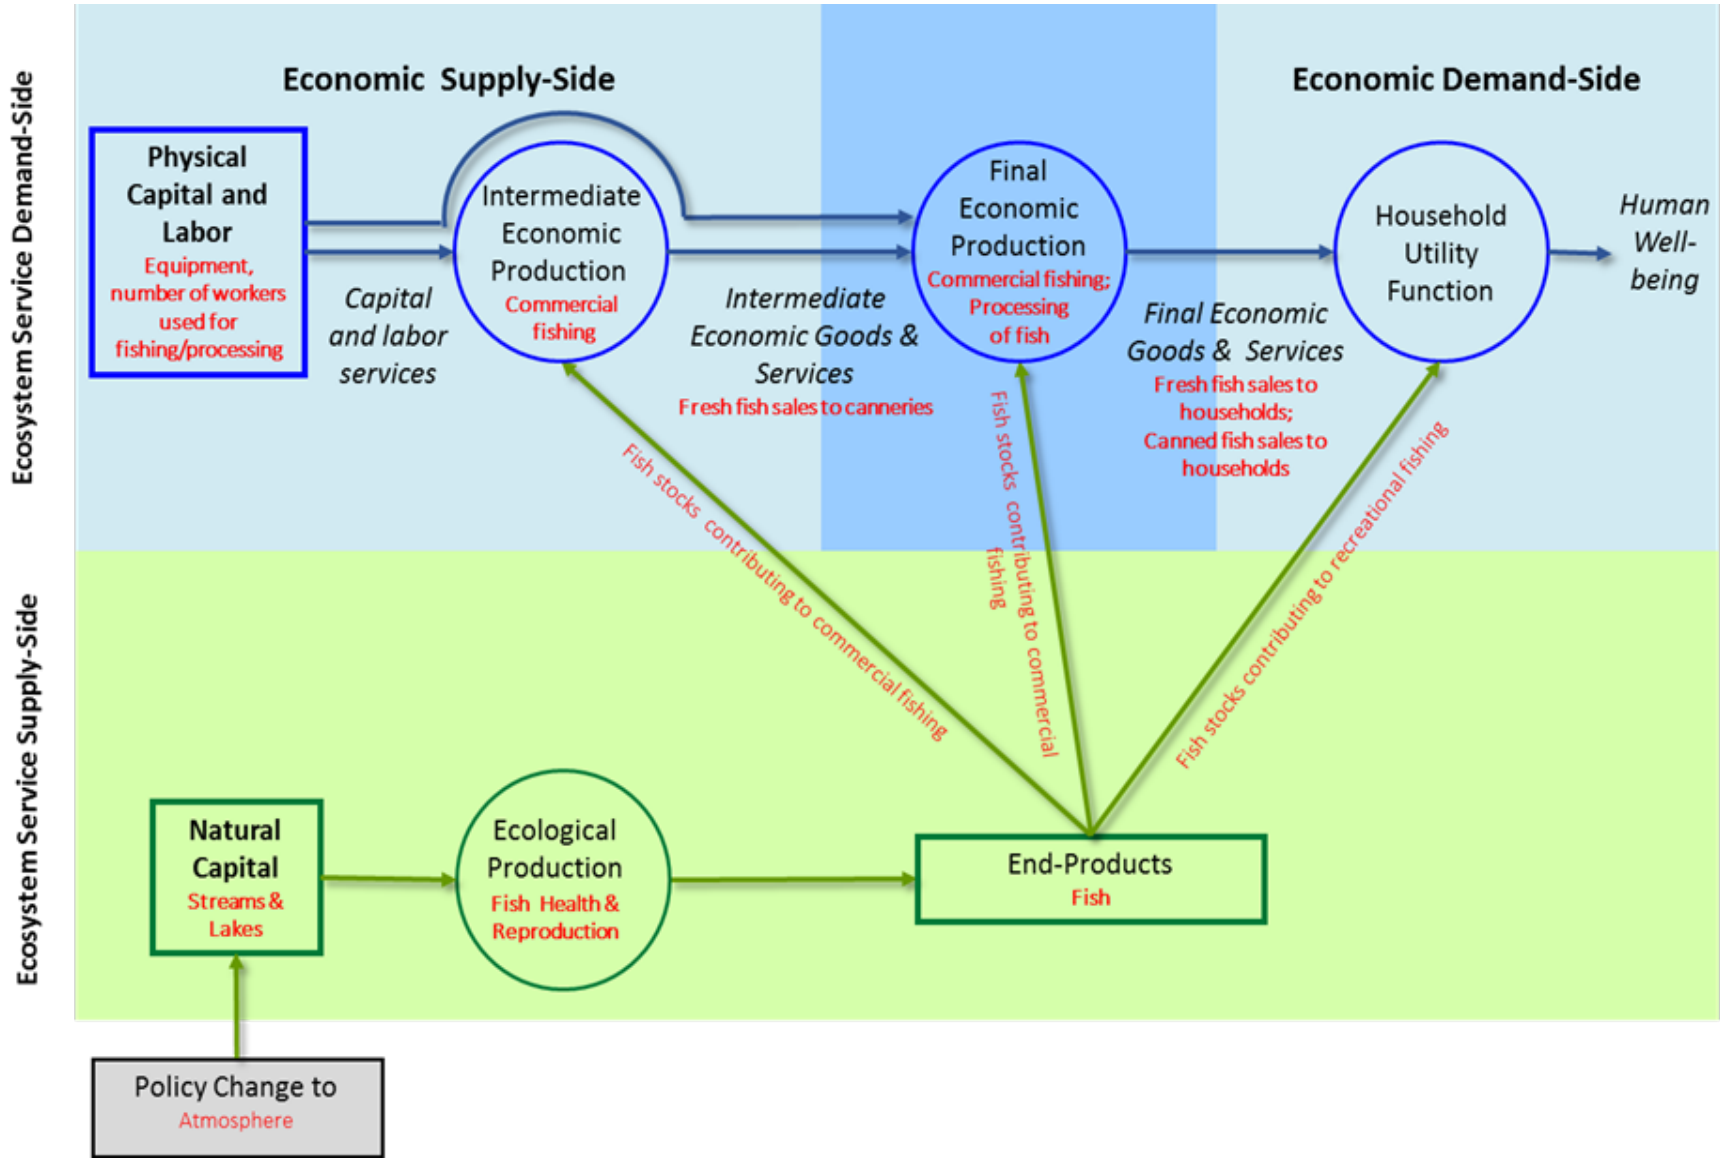 Ecosystem Service Demand-Side
Economic Supply-Side
Economic Demand-Side
Physical
Capital and
Labor
Equipment,
number of workers
used for
fishing/processing
Capital
and labor
services
Intermediate
Economic
Production
Commercial
fishing
Intermediate
Economic Goods &
Services
Fresh fish sales to canneries
Final
Economic
Production
Commercial fishing;
Processing
of fish
Final Economic
Goods & Services
Fresh fish sales to
households;
Canned fish sales to
households
Household
Utility
Function
Human
Well-
being
Fish stocks contributing to commercial fishing
Fish stocks contributing to commercial
fishing
Fish stocks contributing to recreational fishing
Ecosystem Service Supply-Side
Natural
Capital
Streams &
Lakes
Ecological
Production
Fish Health &
Reproduction
End-Products
Fish
Policy Change to
Atmosphere